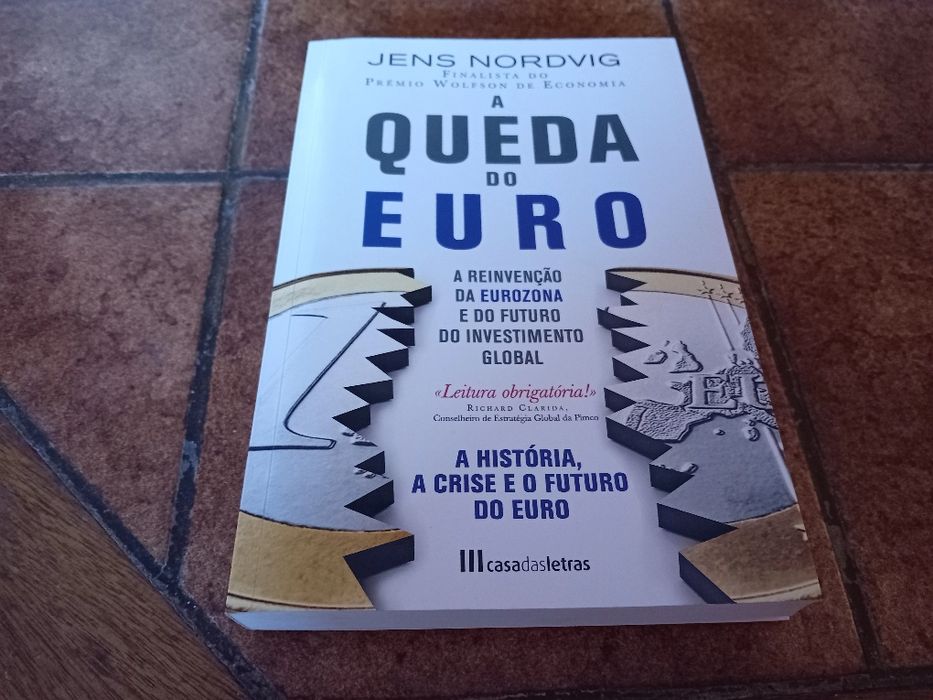 JENS NORDVIG
FINALISTA DO
PRÉMIO WOLFSON DE ECONOMIA
A
QUEDA
DO
EURO
A REINVENÇÃO
DA EUROZONA
E DO FUTURO
DO INVESTIMENTO
GLOBAL
«Leitura obrigatória!»
RICHARD CLARIDA,
Conselheiro de Estratégia Global da Pimco
A HISTÓRIA,
A CRISE E O FUTURO
DO EURO
casadasletras